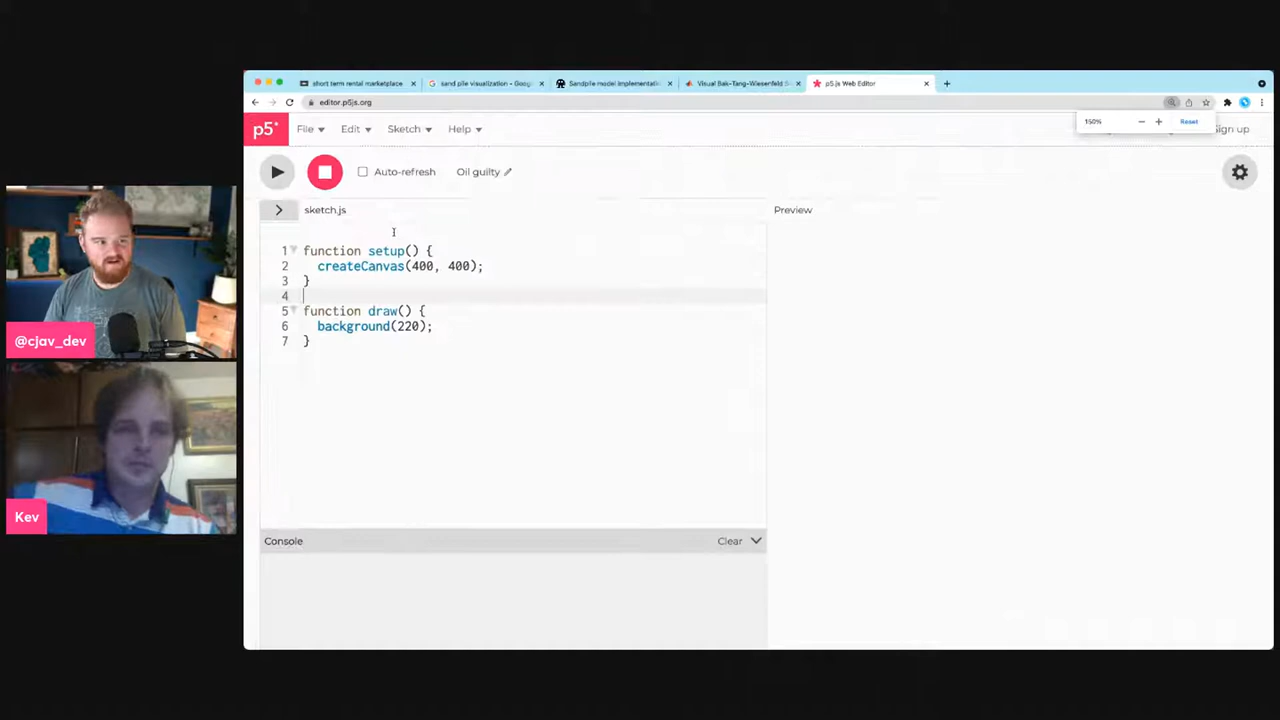 short term rental marketplace
sand pile visualization - Goog
Sandpile model implementatio
Visual Bak-Tang-Wiesenfeld S
p5.js Web Editor
editor.p5js.org
150%
Reset
p5*
File
Edit
Sketch
Help
Sign up
Auto-refresh
Oil guilty
sketch.js
Preview
1 function setup() {
2 createCanvas(400, 400);
3 }
4
5 function draw() {
6 background(220);
7 }
Console
Clear
@cjav_dev
Kev